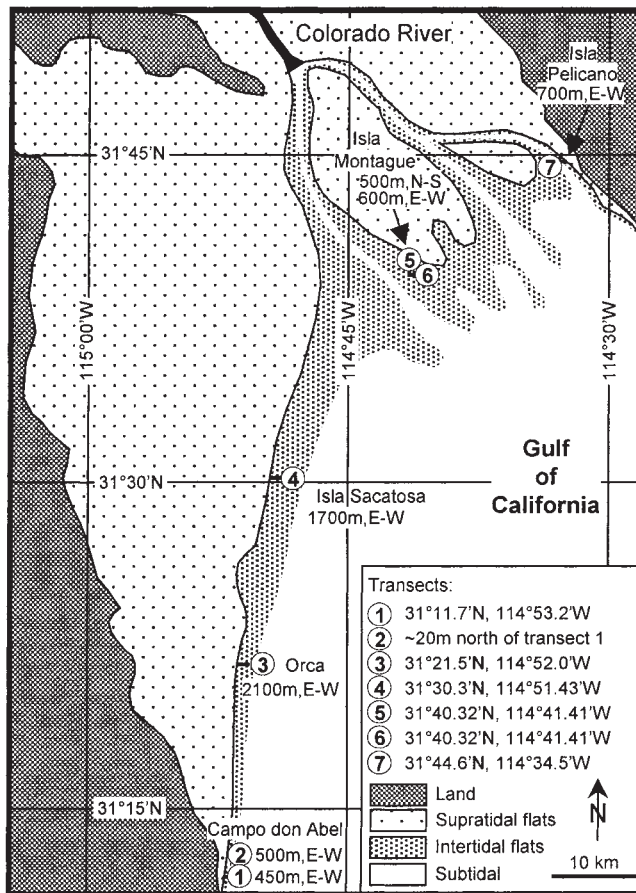 Colorado River
Isla
Pelicano
700m,E-W
31°45'N
Isla
Montague
500m,N-S
600m,E-W
7
5
6
115°00'W
114°45'W
114°30'W
Gulf
of
California
31°30'N
4
Isla Sacatosa
1700m,E-W
3 Orca
2100m,E-W
31°15'N
Campo don Abel
2 500m,E-W
1 450m,E-W
Transects:
1 31°11.7'N, 114°53.2'W
2 ~20m north of transect 1
3 31°21.5'N, 114°52.0'W
4 31°30.3'N, 114°51.43'W
5 31°40.32'N, 114°41.41'W
6 31°40.32'N, 114°41.41'W
7 31°44.6'N, 114°34.5'W
Land
Supratidal flats
Intertidal flats
Subtidal
N
10 km